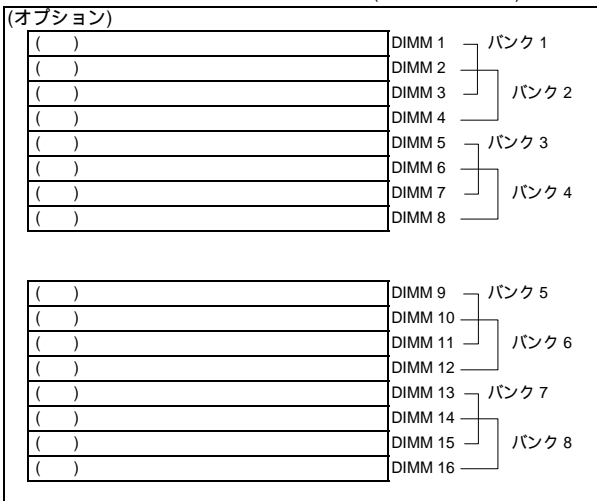 (オプション)
(　　) DIMM 1 バンク 1
(　　) DIMM 2
(　　) DIMM 3 バンク 2
(　　) DIMM 4
(　　) DIMM 5 バンク 3
(　　) DIMM 6
(　　) DIMM 7 バンク 4
(　　) DIMM 8
(　　) DIMM 9 バンク 5
(　　) DIMM 10
(　　) DIMM 11 バンク 6
(　　) DIMM 12
(　　) DIMM 13 バンク 7
(　　) DIMM 14
(　　) DIMM 15 バンク 8
(　　) DIMM 16